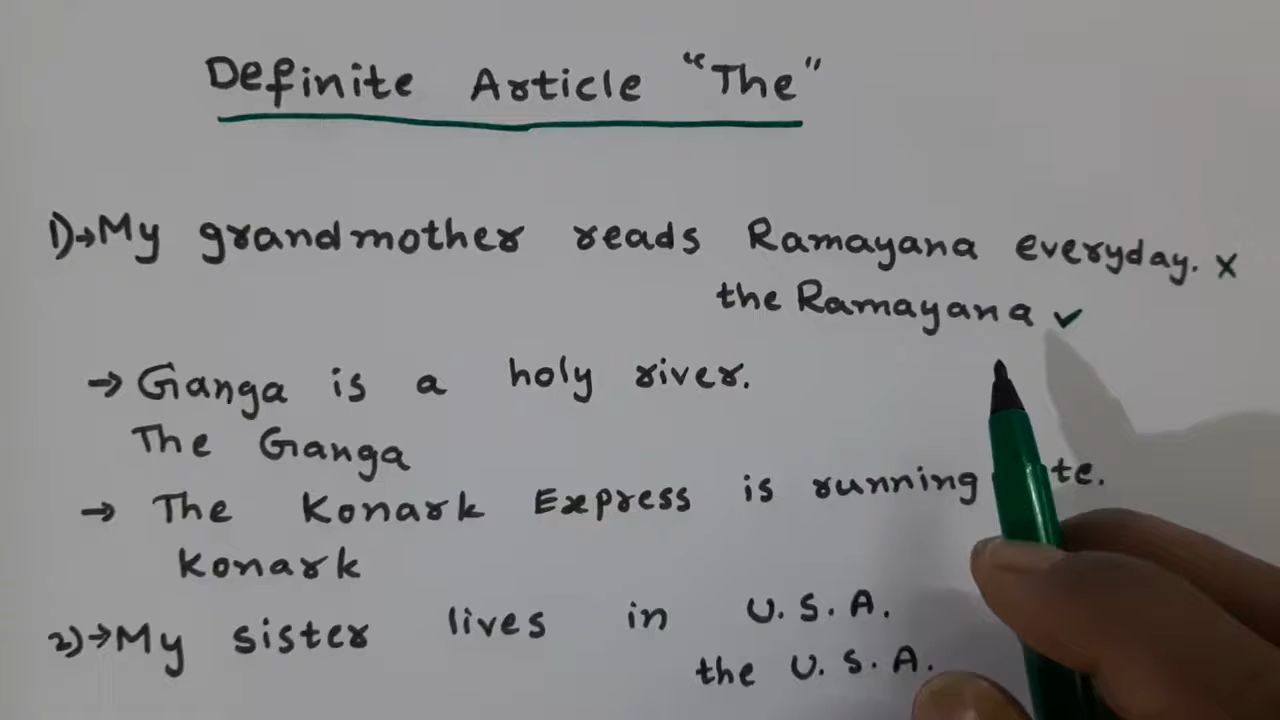 Definite Article "The"
1)→My grandmother reads Ramayana everyday. x
the Ramayana ✓
→ Ganga is a holy river.
The Ganga
→ The Konark Express is running te.
Konark
2)→My sister lives in U.S.A.
the U.S.A.